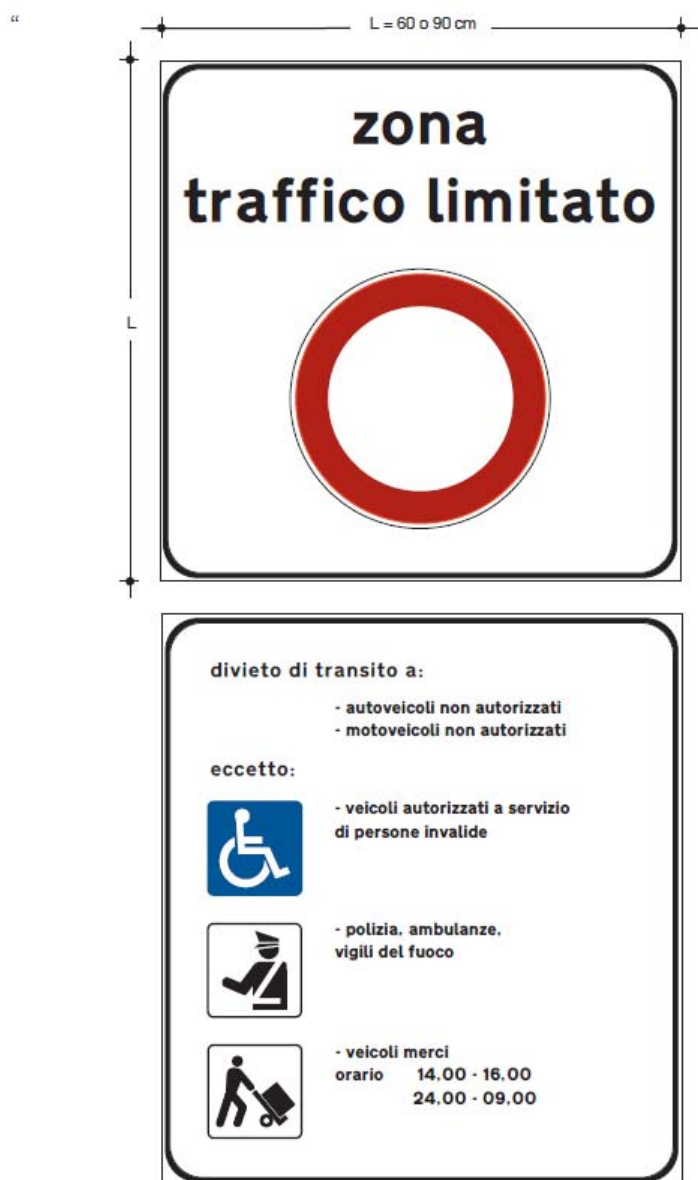 “
L = 60 o 90 cm
zona
traffico limitato
L
divieto di transito a:
- autoveicoli non autorizzati
- motoveicoli non autorizzati
eccetto:
- veicoli autorizzati a servizio
di persone invalide
- polizia, ambulanze,
vigili del fuoco
- veicoli merci
orario 14,00 - 16,00
24,00 - 09,00